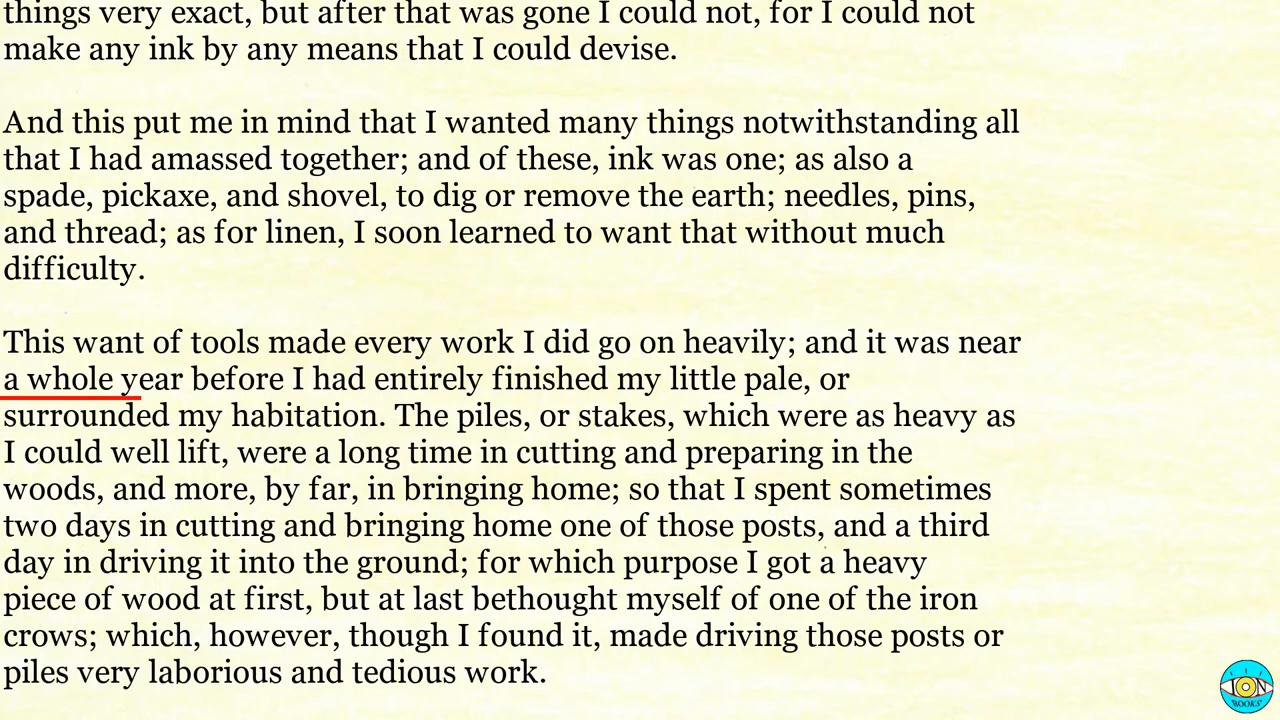 things very exact, but after that was gone I could not, for I could not
make any ink by any means that I could devise.
And this put me in mind that I wanted many things notwithstanding all
that I had amassed together; and of these, ink was one; as also a
spade, pickaxe, and shovel, to dig or remove the earth; needles, pins,
and thread; as for linen, I soon learned to want that without much
difficulty.
This want of tools made every work I did go on heavily; and it was near
a whole year before I had entirely finished my little pale, or
surrounded my habitation. The piles, or stakes, which were as heavy as
I could well lift, were a long time in cutting and preparing in the
woods, and more, by far, in bringing home; so that I spent sometimes
two days in cutting and bringing home one of those posts, and a third
day in driving it into the ground; for which purpose I got a heavy
piece of wood at first, but at last bethought myself of one of the iron
crows; which, however, though I found it, made driving those posts or
piles very laborious and tedious work.
ION
BOOKS